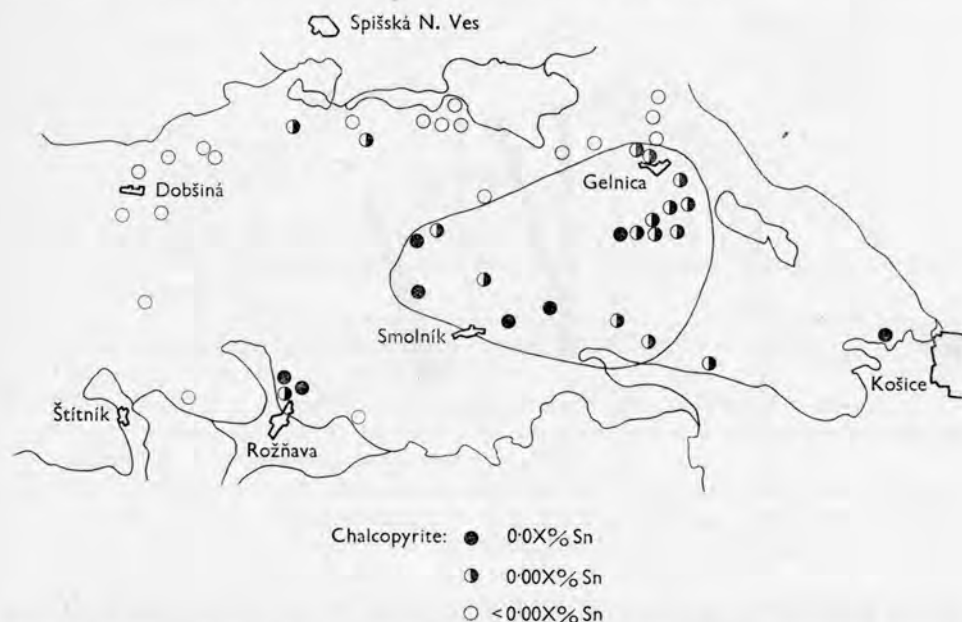 Spišská N. Ves
Dobšiná
Gelnica
Smolník
Košice
Štítník
Rožňava
Chalcopyrite: 0·0X% Sn
0·00X% Sn
<0·00X% Sn